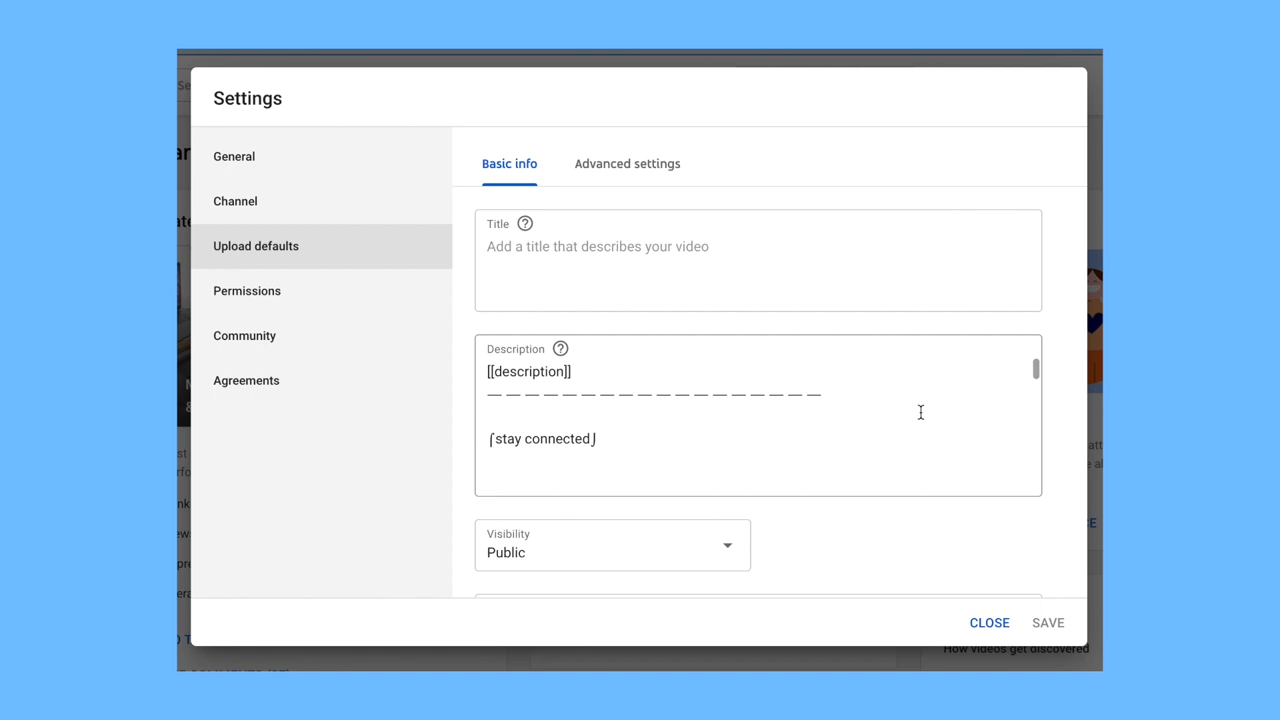 Settings
General
Channel
Upload defaults
Permissions
Community
Agreements
Basic info
Advanced settings
Title
Add a title that describes your video
Description
[[description]]
— — — — — — — — — — — — — — — — — —
⌠stay connected⌡
Visibility
Public
CLOSE
SAVE
How videos get discovered